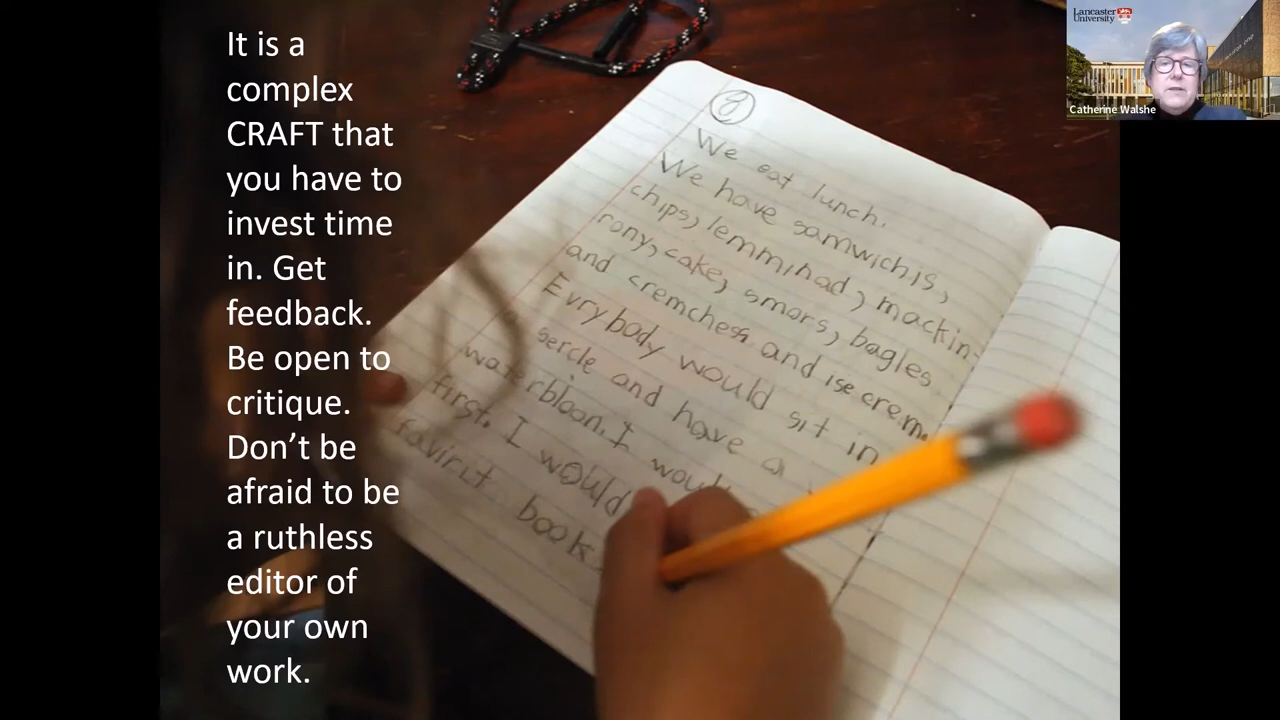 It is a
complex
CRAFT that
you have to
invest time
in. Get
feedback.
Be open to
critique.
Don’t be
afraid to be
a ruthless
editor of
your own
work.
9
We eat lunch.
We have samwichis,
chips, lemminad, mackin-
rony, cake, smors, bagles
and cremchess and ise crem.
Evrybody would sit in
sercle and have a
waterbloon. I would
first. I would
favirit book
Lancaster
University
Catherine Walshe